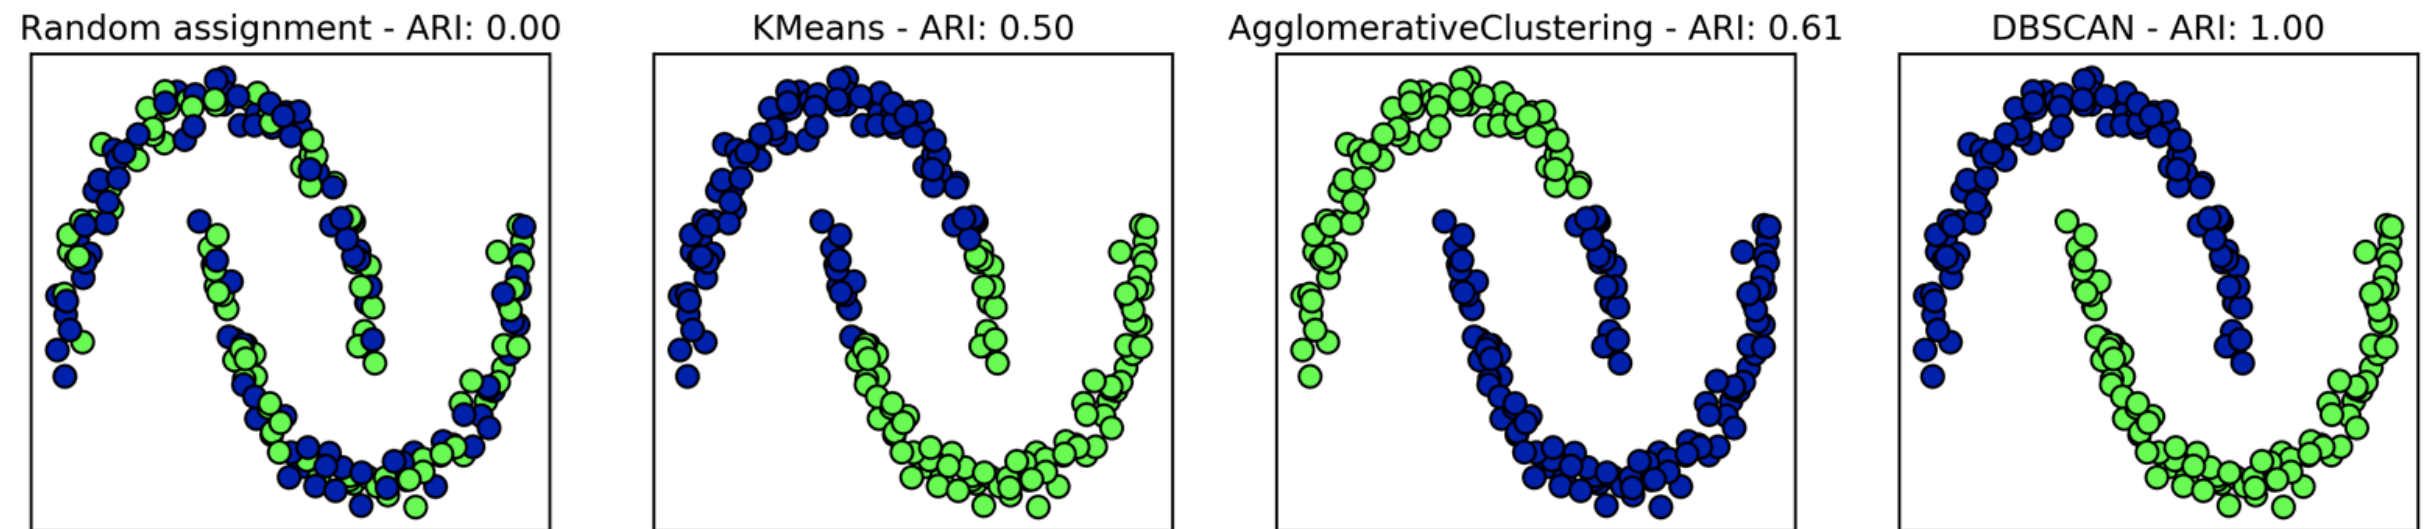 Random assignment - ARI: 0.00
KMeans - ARI: 0.50
AgglomerativeClustering - ARI: 0.61
DBSCAN - ARI: 1.00